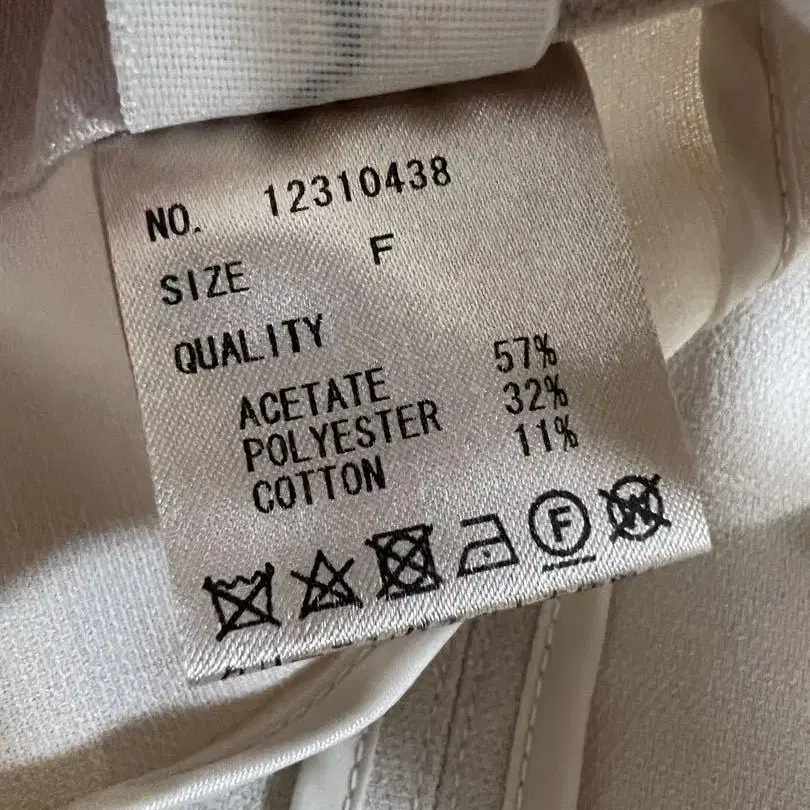 NO. 12310438
SIZE F
QUALITY
ACETATE 57%
POLYESTER 32%
COTTON 11%
F W